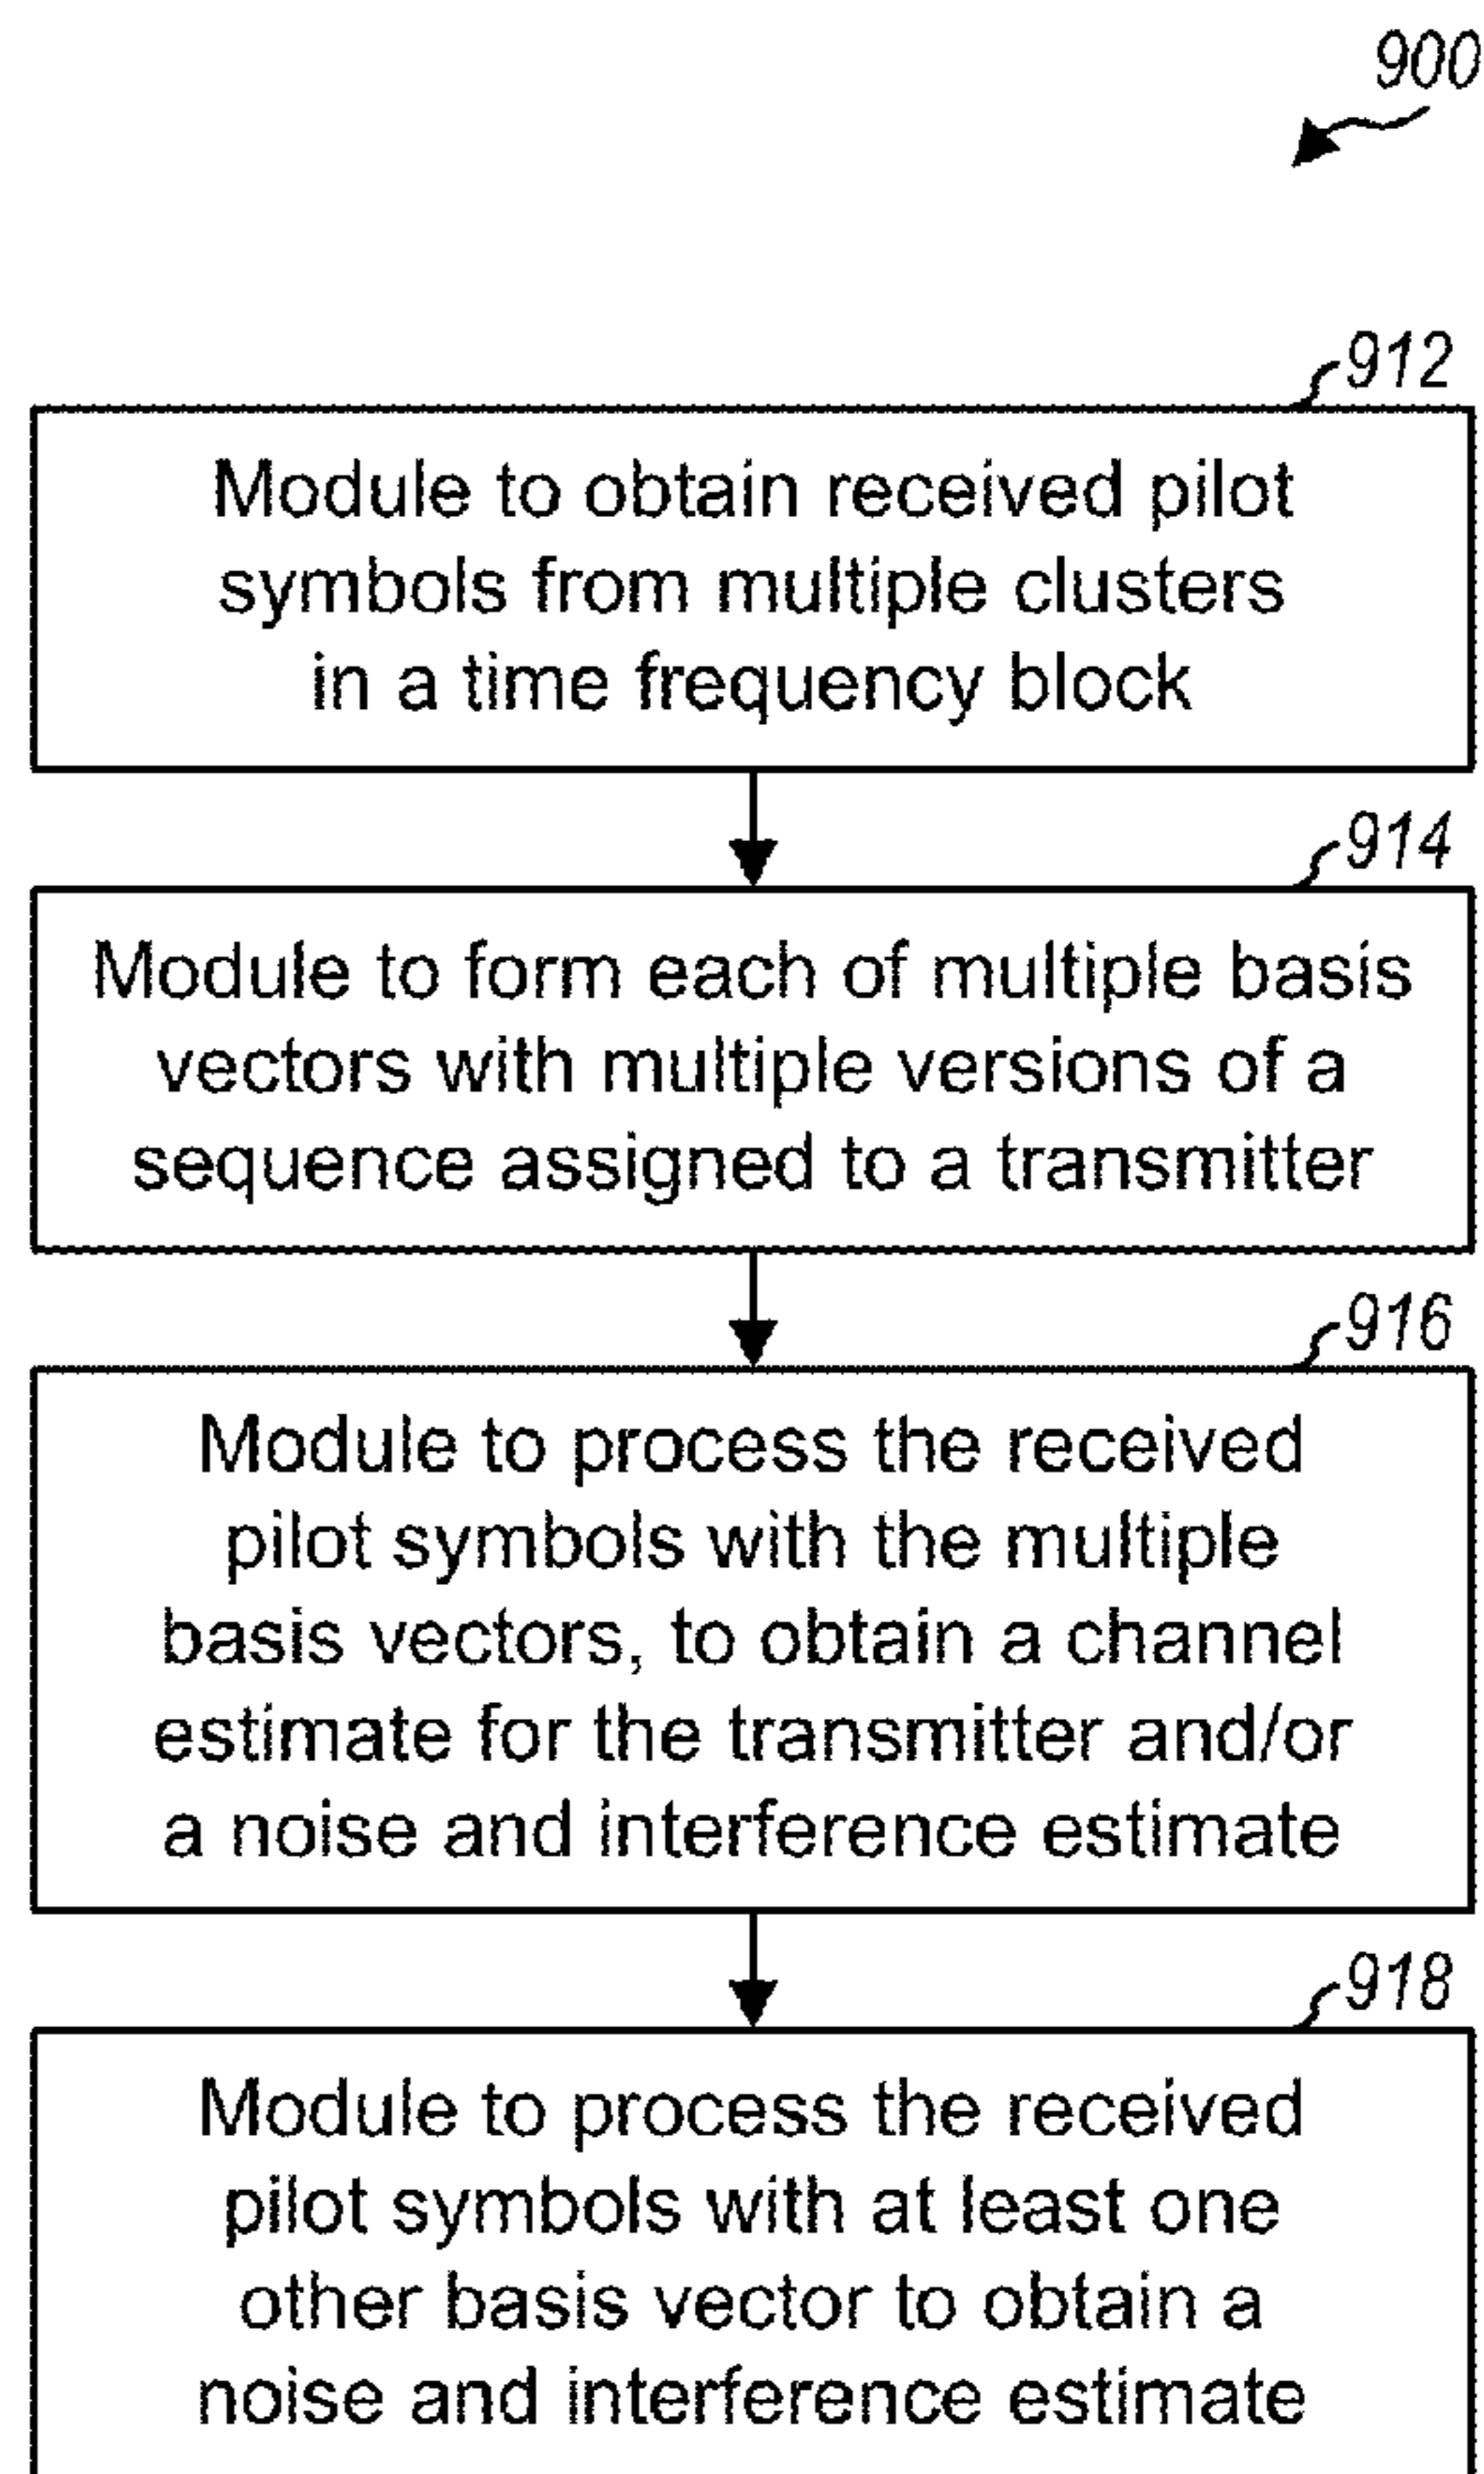 900
912
Module to obtain received pilot
symbols from multiple clusters
in a time frequency block
914
Module to form each of multiple basis
vectors with multiple versions of a
sequence assigned to a transmitter
916
Module to process the received
pilot symbols with the multiple
basis vectors, to obtain a channel
estimate for the transmitter and/or
a noise and interference estimate
918
Module to process the received
pilot symbols with at least one
other basis vector to obtain a
noise and interference estimate